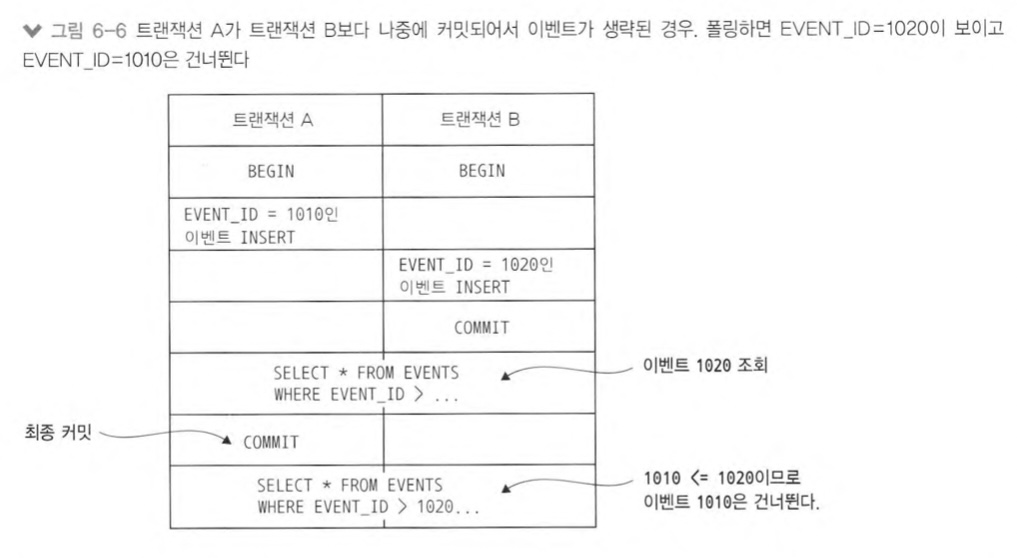 그림 6-6 트랜잭션 A가 트랜잭션 B보다 나중에 커밋되어서 이벤트가 생략된 경우. 폴링하면 EVENT_ID=1020이 보이고
EVENT_ID=1010은 건너뛴다
트랜잭션 A
트랜잭션 B
BEGIN
BEGIN
EVENT_ID = 1010인
이벤트 INSERT
EVENT_ID = 1020인
이벤트 INSERT
COMMIT
SELECT * FROM EVENTS
WHERE EVENT_ID > ...
이벤트 1020 조회
최종 커밋
COMMIT
SELECT * FROM EVENTS
WHERE EVENT_ID > 1020...
1010 <= 1020이므로
이벤트 1010은 건너뛴다.